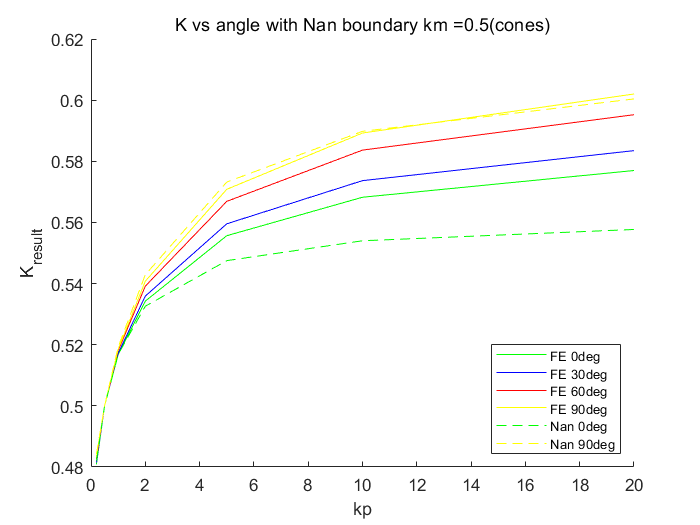 K vs angle with Nan boundary km =0.5(cones)
0.62
0.6
0.58
0.56
0.54
0.52
0.5
0.48
K_result
0
2
4
6
8
10
12
14
16
18
20
kp
FE 0deg
FE 30deg
FE 60deg
FE 90deg
Nan 0deg
Nan 90deg